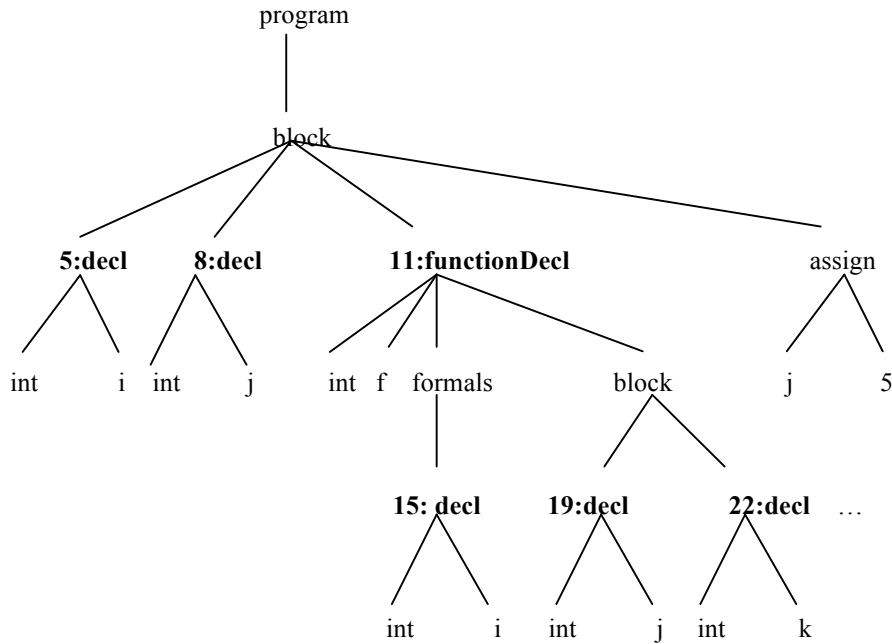 program
block
5:decl 8:decl 11:functionDecl assign
int i int j int f formals block j 5
15: decl 19:decl 22:decl …
int i int j int k